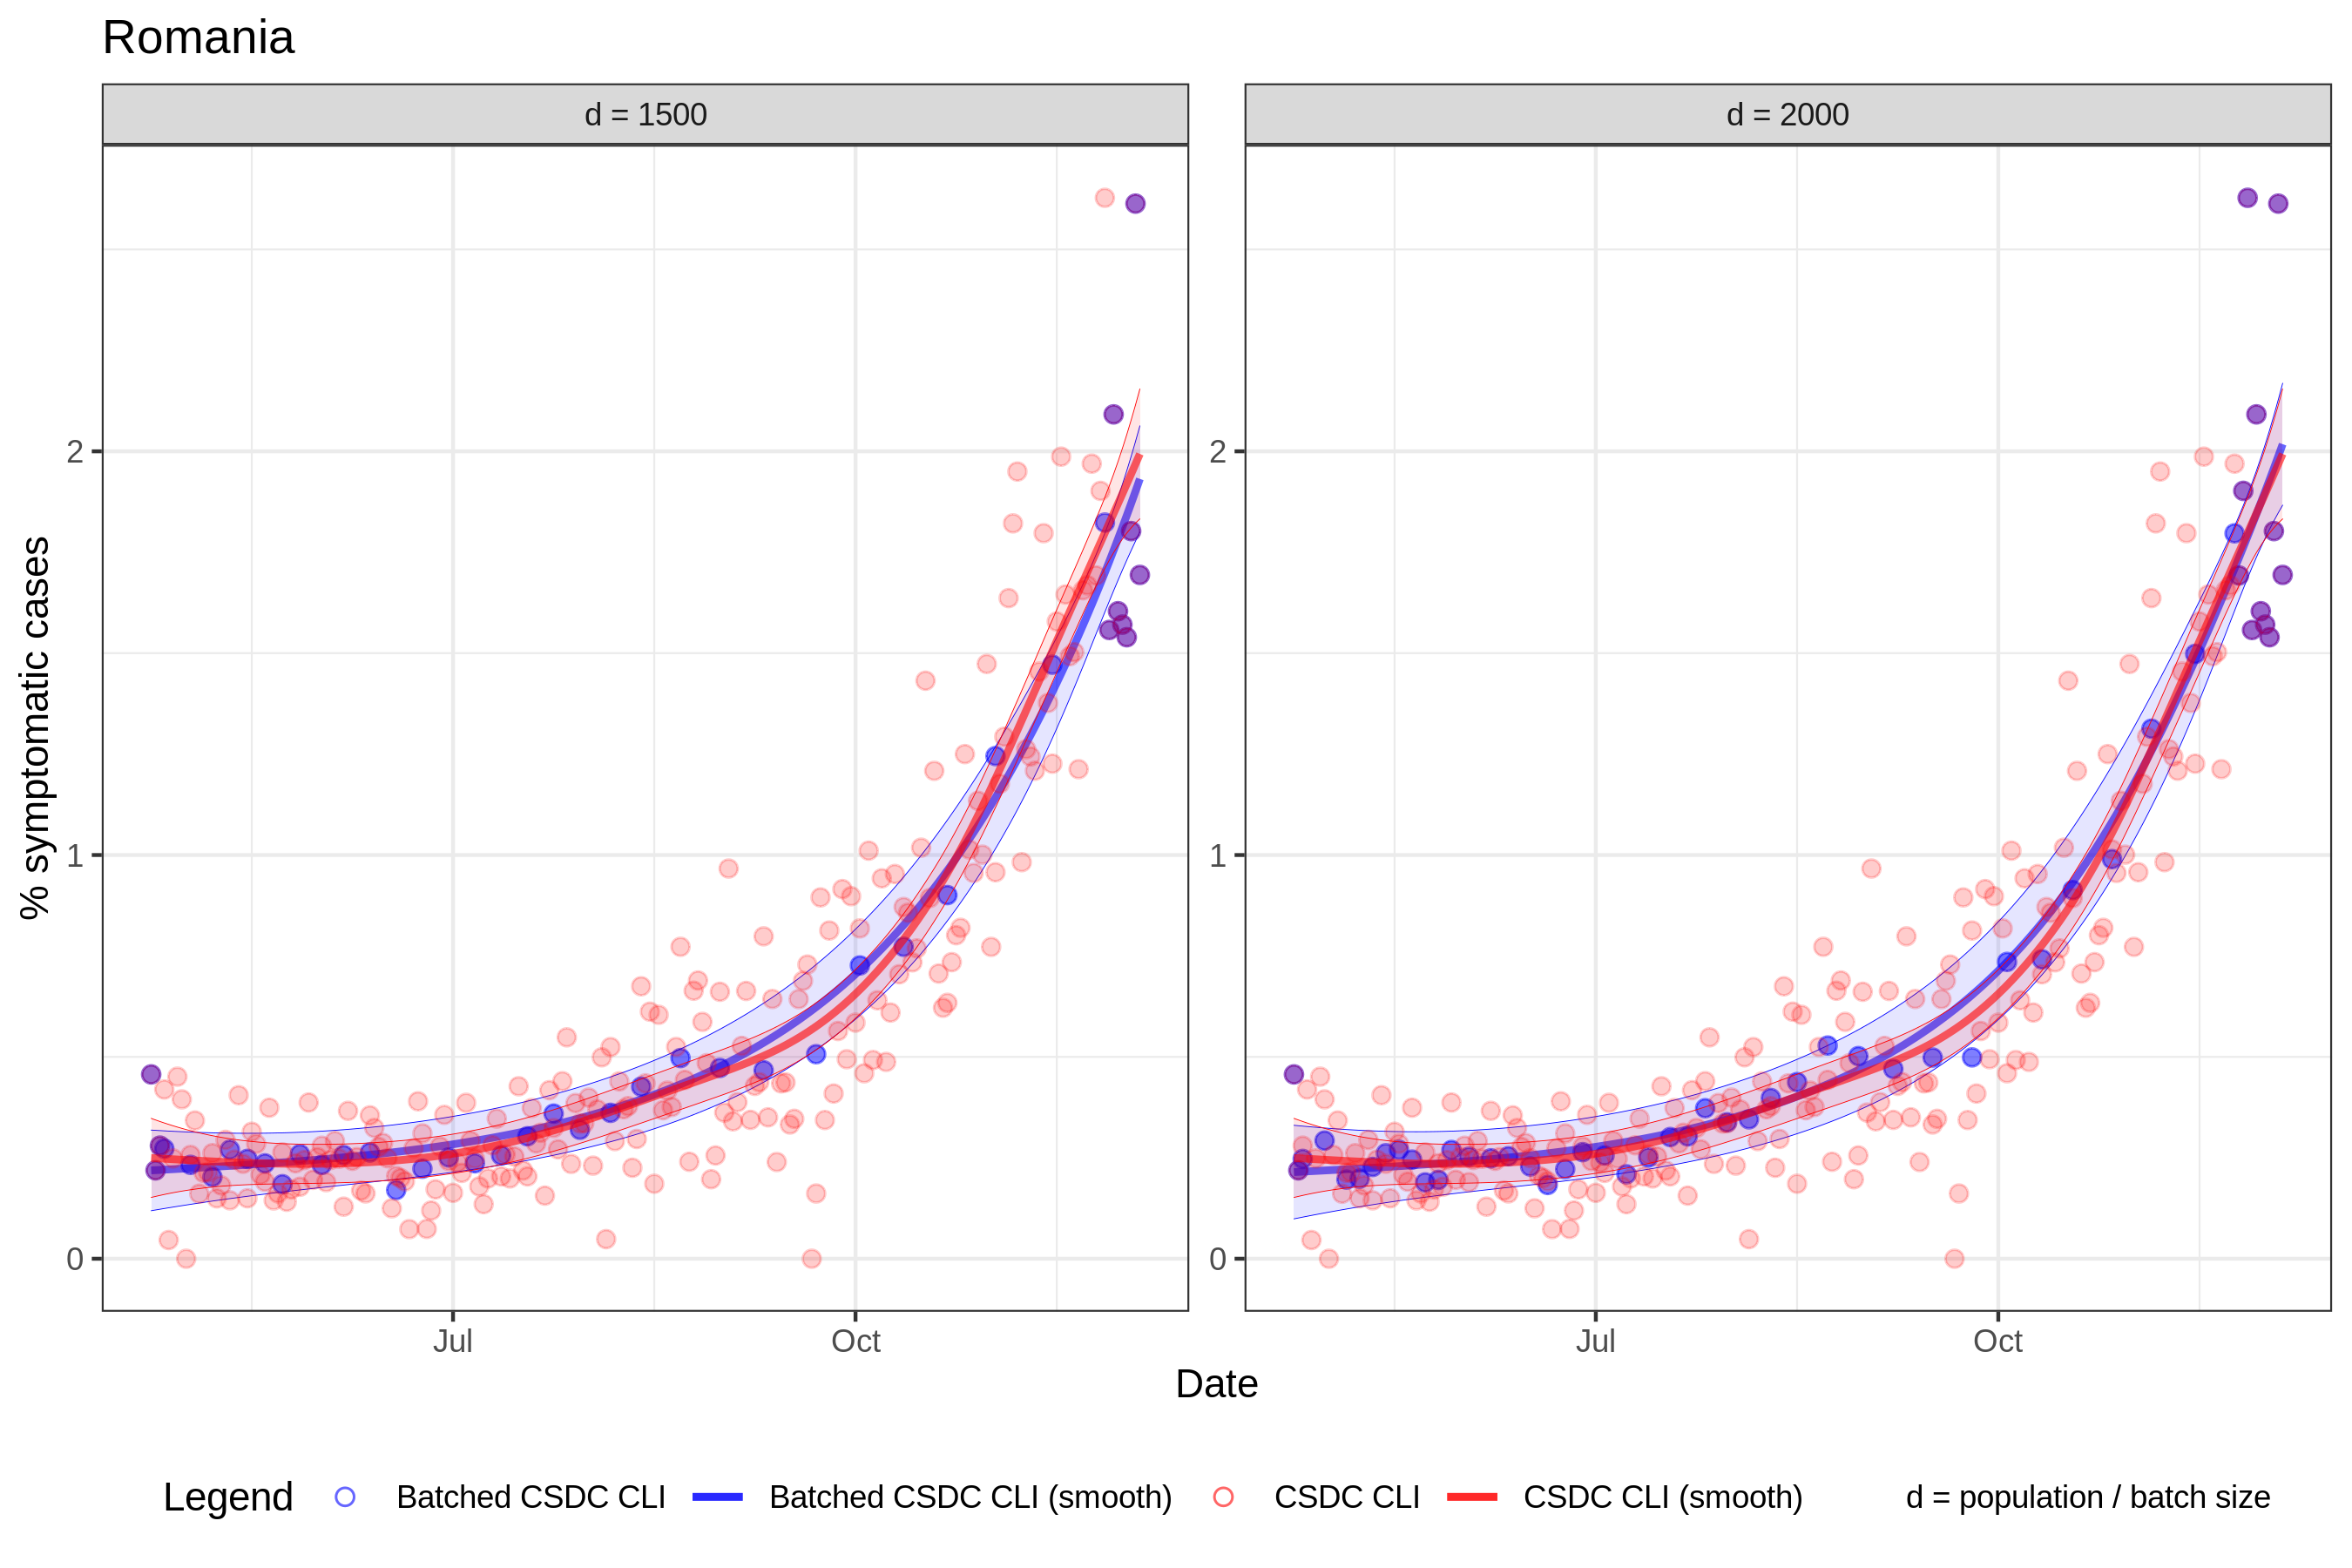 Romania
d = 1500
d = 2000
% symptomatic cases
2
1
0
2
1
0
Jul
Oct
Jul
Oct
Date
Legend
Batched CSDC CLI
Batched CSDC CLI (smooth)
CSDC CLI
CSDC CLI (smooth)
d = population / batch size